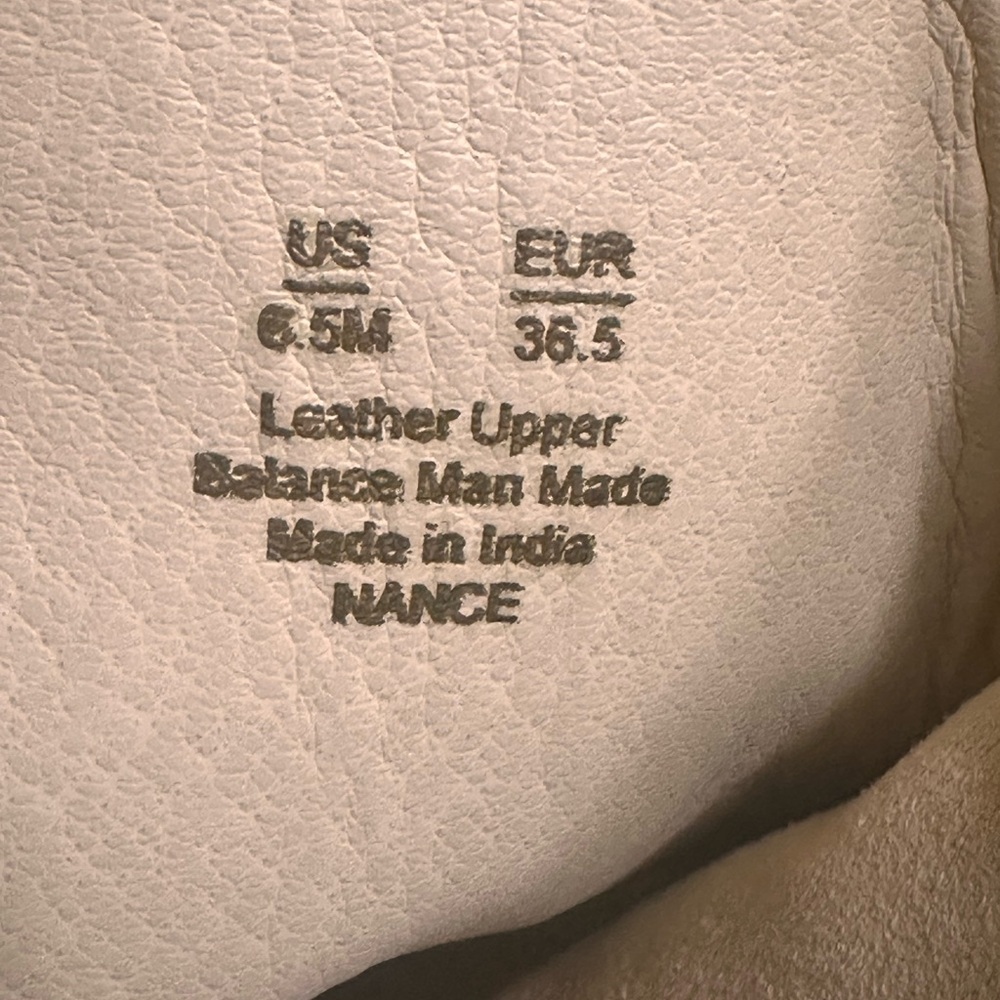 US EUR
6.5M 36.5
Leather Upper
Balance Man Made
Made in India
NANCE